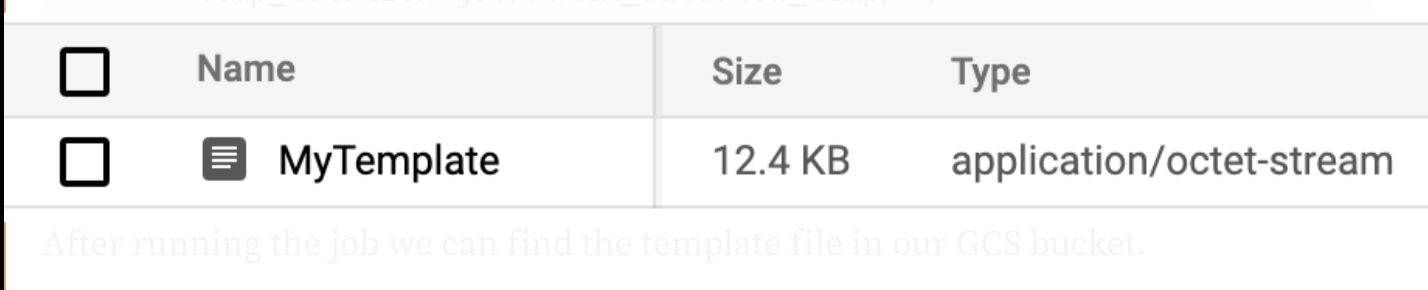 Name Size Type
MyTemplate 12.4 KB application/octet-stream
After running the job we can find the template file in our GCS bucket.